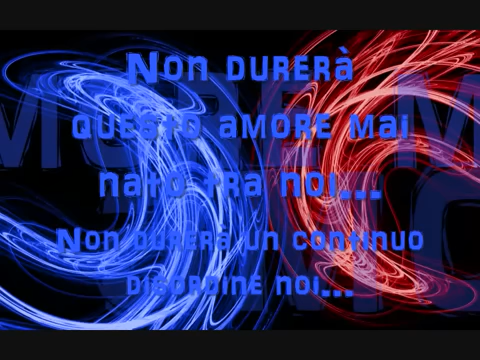 Non durerà
questo amore mai
nato tra noi...
Non durerà un continuo
disordine noi...